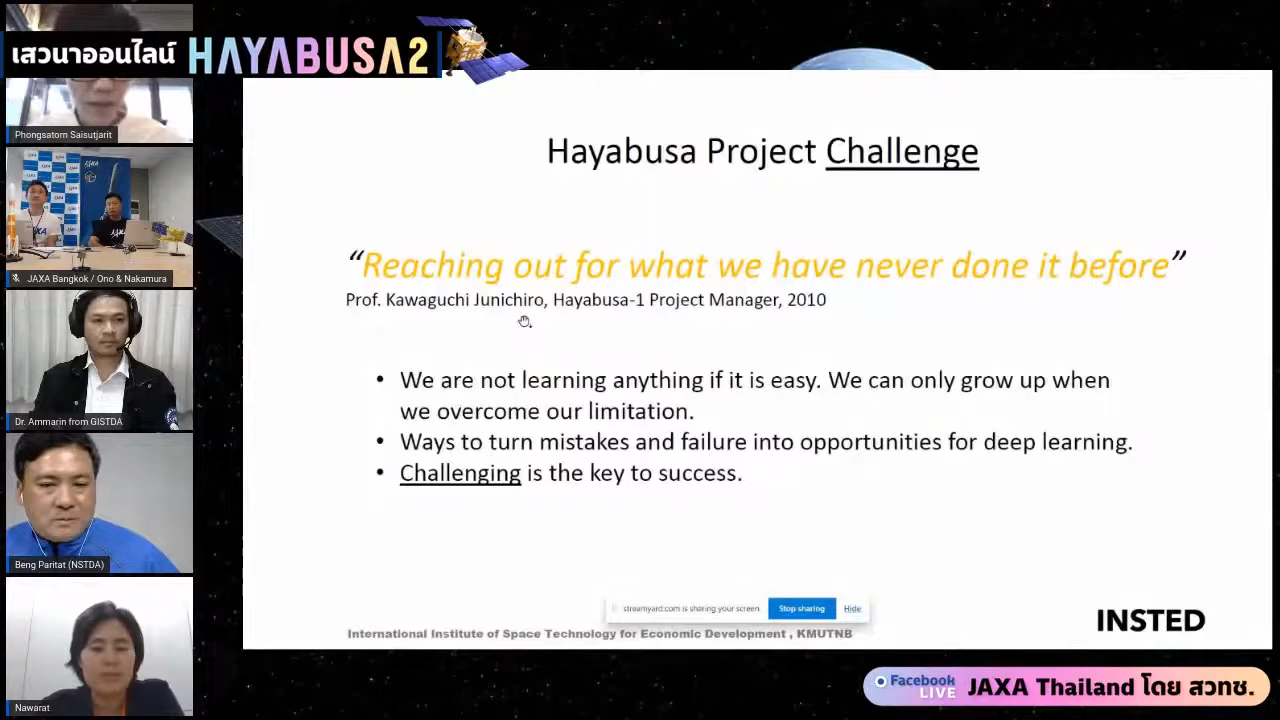 เสวนาออนไลน์ HAYABUSA2
Phongsatorn Saisutjarit
JAXA Bangkok / Ono & Nakamura
Dr. Ammarin from GISTDA
Beng Paritat (NSTDA)
Nawarat
Hayabusa Project Challenge
“Reaching out for what we have never done it before”
Prof. Kawaguchi Junichiro, Hayabusa-1 Project Manager, 2010
• We are not learning anything if it is easy. We can only grow up when
we overcome our limitation.
• Ways to turn mistakes and failure into opportunities for deep learning.
• Challenging is the key to success.
streamyard.com is sharing your screen. Stop sharing Hide
International Institute of Space Technology for Economic Development , KMUTNB
INSTED
Facebook
LIVE
JAXA Thailand โดย สวทช.